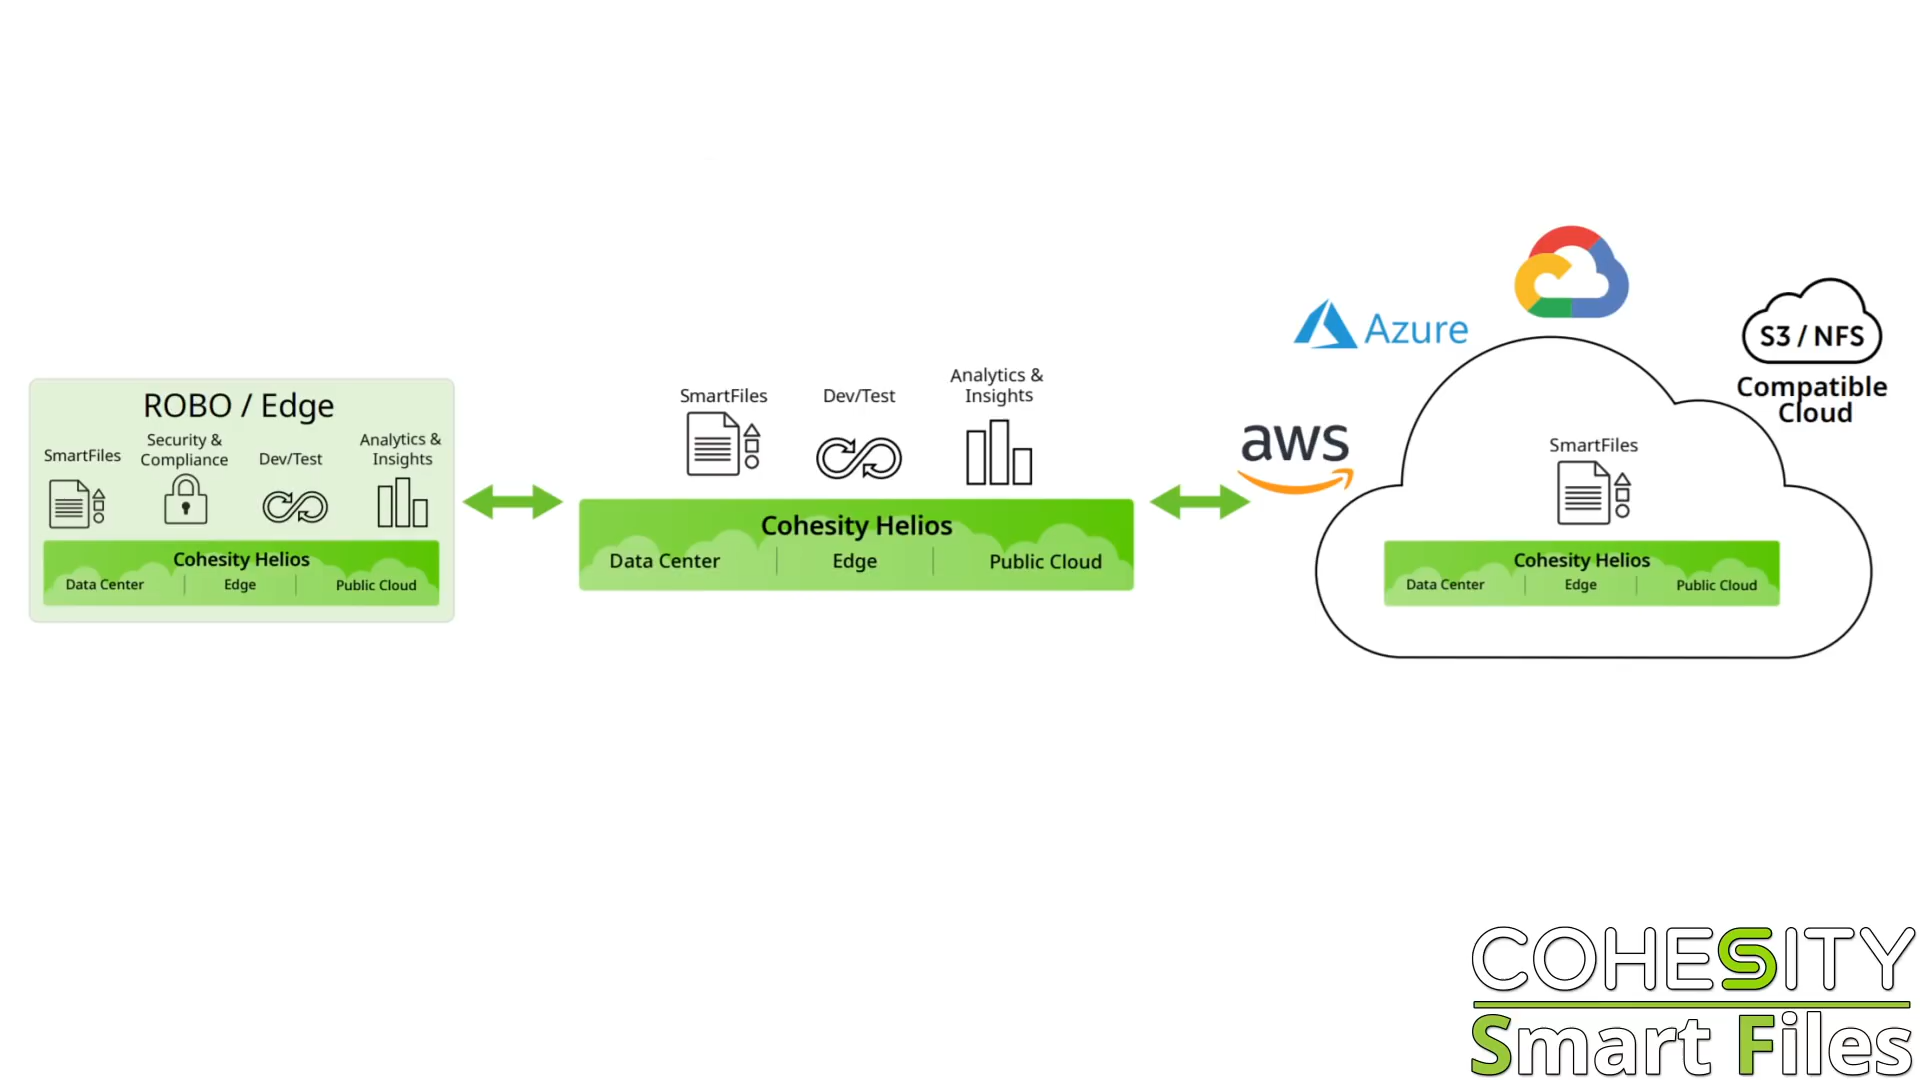 ROBO / Edge
SmartFiles
Security &
Compliance
Dev/Test
Analytics &
Insights
Cohesity Helios
Data Center
Edge
Public Cloud
SmartFiles
Dev/Test
Analytics &
Insights
Cohesity Helios
Data Center
Edge
Public Cloud
aws
Azure
S3 / NFS
Compatible
Cloud
SmartFiles
Cohesity Helios
Data Center
Edge
Public Cloud
COHESITY
Smart Files